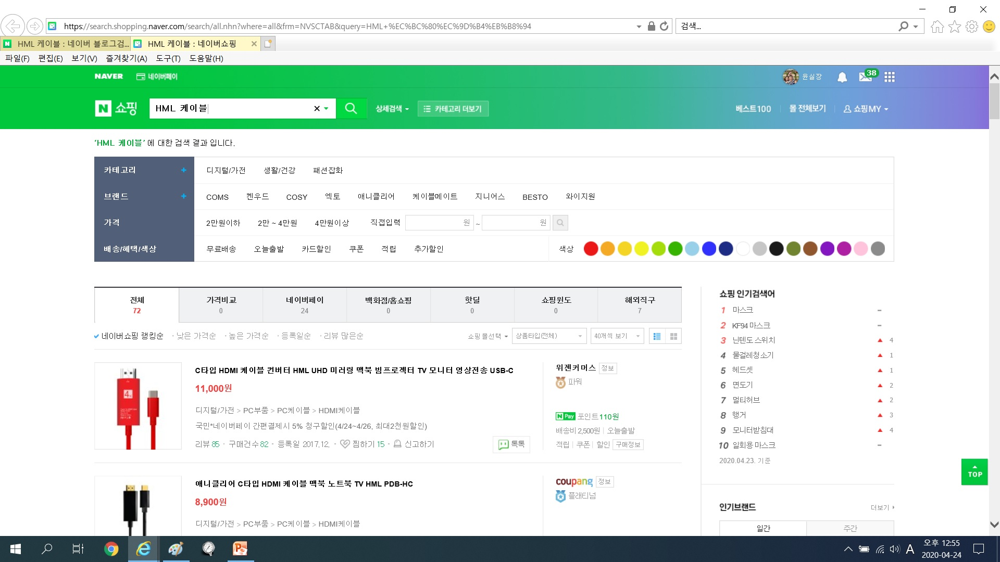 https://search.shopping.naver.com/search/all.nhn?where=all&frm=NVSCTAB&query=HML+%EC%BC%80%EC%9D%B4%EB%B8%94
검색...
HML 케이블 : 네이버 블로그검...
HML 케이블 : 네이버쇼핑
파일(F) 편집(E) 보기(V) 즐겨찾기(A) 도구(T) 도움말(H)
NAVER 네이버페이
윤실장 38
N 쇼핑 HML 케이블 상세검색 카테고리 더보기 베스트100 몰 전체보기 쇼핑MY
'HML 케이블' 에 대한 검색 결과 입니다.
카테고리 + 디지털/가전 생활/건강 패션잡화
브랜드 + COMS 켄우드 COSY 엑토 애니클리어 케이블메이트 지니어스 BESTO 와이지원
가격 2만원이하 2만 ~ 4만원 4만원이상 직접입력 원 ~ 원
배송/혜택/색상 무료배송 오늘출발 카드할인 쿠폰 적립 추가할인 색상
전체 가격비교 네이버페이 백화점/홈쇼핑 핫딜 쇼핑윈도 해외직구
72 0 24 0 0 0 7
네이버쇼핑 랭킹순 · 낮은 가격순 · 높은 가격순 · 등록일순 · 리뷰 많은순
쇼핑몰선택 상품타입(전체) 40개씩 보기
4K
C타입 HDMI 케이블 컨버터 HML UHD 미러링 맥북 빔프로젝터 TV 모니터 영상전송 USB-C
11,000원
디지털/가전 > PC부품 > PC케이블 > HDMI케이블
국민*네이버페이 간편결제시 5% 청구할인(4/24~4/26, 최대2천원할인)
리뷰 85 · 구매건수 82 · 등록일 2017.12. · 찜하기 15 · 신고하기
톡톡
위젠커머스 정보
파워
N Pay 포인트 110원
배송비 2,500원 | 오늘출발
적립 | 쿠폰 | 할인 구매정보
애니클리어 C타입 HDMI 케이블 맥북 노트북 TV HML PDB-HC
8,900원
디지털/가전 > PC부품 > PC케이블 > HDMI케이블
coupang 정보
플래티넘
쇼핑 인기검색어
1 마스크 -
2 KF94 마스크 -
3 닌텐도 스위치 ▲ 4
4 물걸레청소기 ▲ 1
5 헤드셋 ▲ 1
6 면도기 ▲ 2
7 멀티허브 ▲ 2
8 행거 ▲ 3
9 모니터받침대 ▲ 4
10 일회용 마스크 -
2020.04.23. 기준
TOP
인기브랜드 더보기
일간 주간
A 오후 12:55
2020-04-24